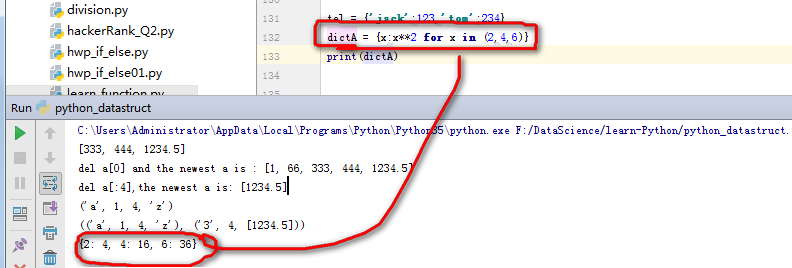 division.py
hackerRank_Q2.py
hwp_if_else.py
hwp_if_else01.py
learn_function.py
131 tel = {'jack':123,'tom':234}
132 dictA = {x:x**2 for x in (2,4,6)}
133 print(dictA)
Run python_datastruct
C:\Users\Administrator\AppData\Local\Programs\Python\Python35\python.exe F:/DataScience/learn-Python/python_datastruct.
[333, 444, 1234.5]
del a[0] and the newest a is : [1, 66, 333, 444, 1234.5]
del a[:4],the newest a is: [1234.5]
('a', 1, 4, 'z')
(('a', 1, 4, 'z'), ('3', 4, [1234.5]))
{2: 4, 4: 16, 6: 36}